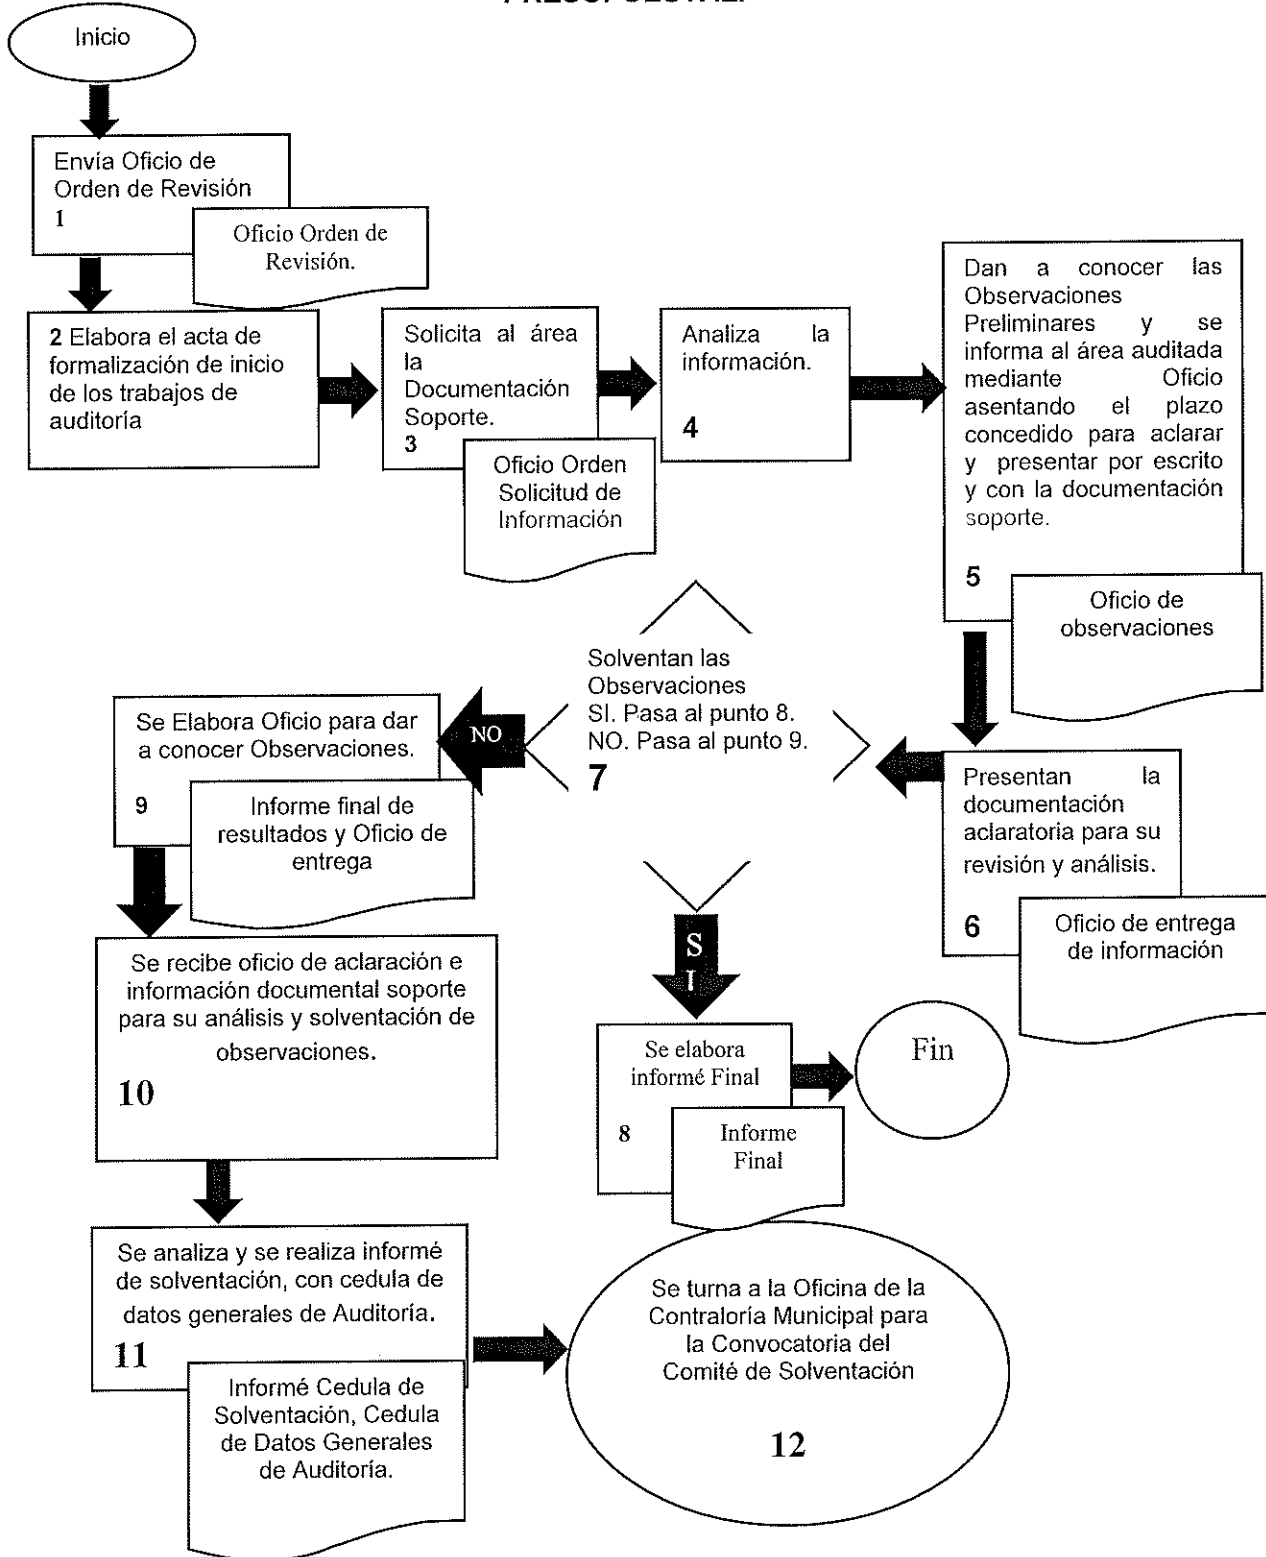 Inicio
Envía Oficio de
Orden de Revisión
1
Oficio Orden de
Revisión.
2 Elabora el acta de
formalización de inicio
de los trabajos de
auditoría
Solicita al área
la
Documentación
Soporte.
3
Oficio Orden
Solicitud de
Información
Analiza la
información.
4
Dan a conocer las
Observaciones
Preliminares y se
informa al área auditada
mediante Oficio
asentando el plazo
concedido para aclarar
y presentar por escrito
y con la documentación
soporte.
5
Oficio de
observaciones
Presentan la
documentación
aclaratoria para su
revisión y análisis.
6
Oficio de entrega
de información
Solventan las
Observaciones
SI. Pasa al punto 8.
NO. Pasa al punto 9.
7
NO
S
I
Se elabora
informé Final
8
Informe
Final
Fin
Se Elabora Oficio para dar
a conocer Observaciones.
9
Informe final de
resultados y Oficio de
entrega
Se recibe oficio de aclaración e
información documental soporte
para su análisis y solventación de
observaciones.
10
Se analiza y se realiza informé
de solventación, con cedula de
datos generales de Auditoría.
11
Informé Cedula de
Solventación, Cedula
de Datos Generales
de Auditoría.
Se turna a la Oficina de la
Contraloría Municipal para
la Convocatoria del
Comité de Solventación
12